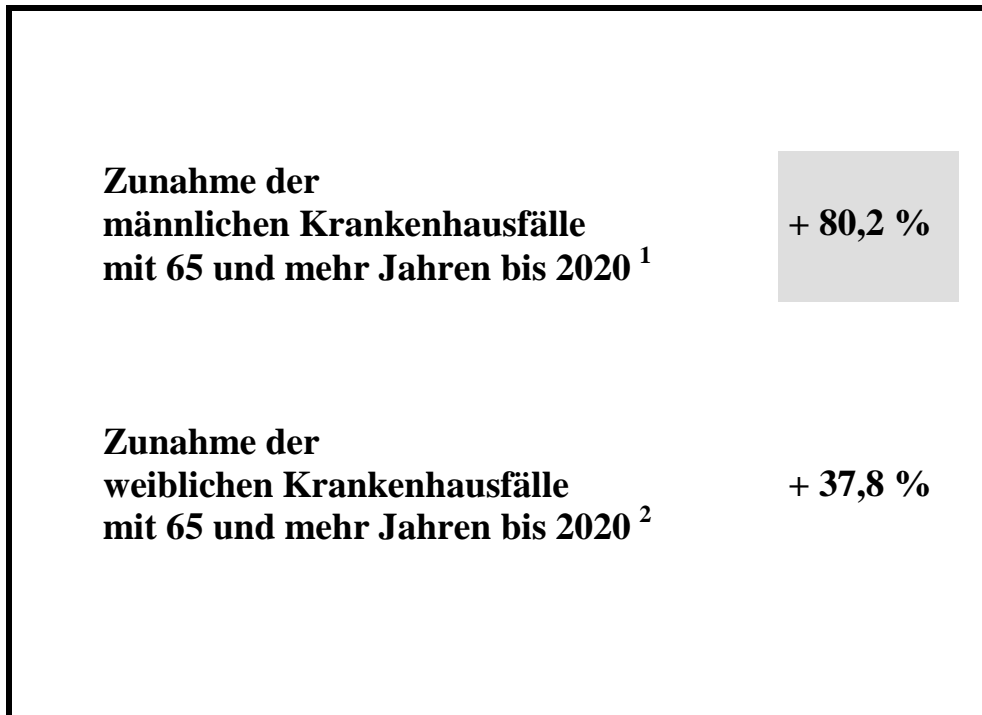 Zunahme der
männlichen Krankenhausfälle
mit 65 und mehr Jahren bis 2020 ¹
+ 80,2 %
Zunahme der
weiblichen Krankenhausfälle
mit 65 und mehr Jahren bis 2020 ²
+ 37,8 %